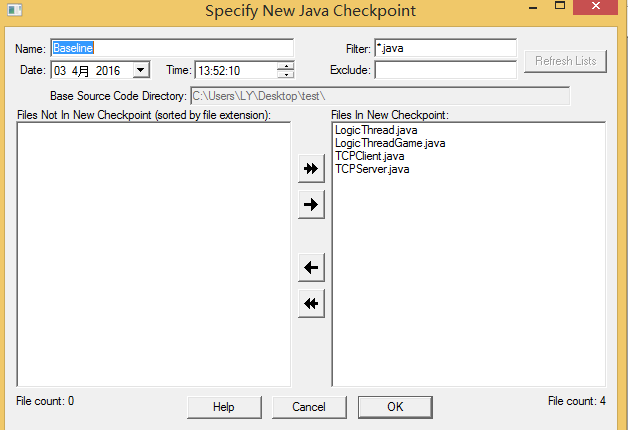 Specify New Java Checkpoint
Name: Baseline Filter: *.java
Date: 03 4月 2016 Time: 13:52:10 Exclude: Refresh Lists
Base Source Code Directory: C:\Users\LY\Desktop\test\
Files Not In New Checkpoint (sorted by file extension): Files In New Checkpoint:
LogicThread.java
LogicThreadGame.java
TCPClient.java
TCPServer.java
File count: 0 File count: 4
Help Cancel OK